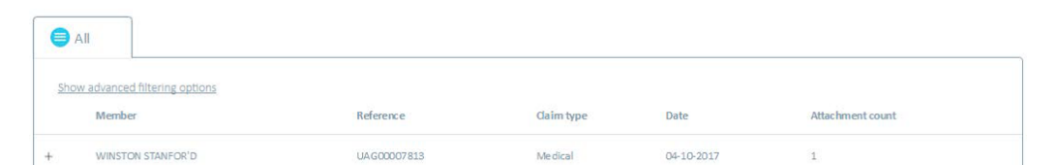 All
Show advanced filtering options
Member Reference Claim type Date Attachment count
+ WINSTON STANFOR'D UAG00007813 Medical 04-10-2017 1